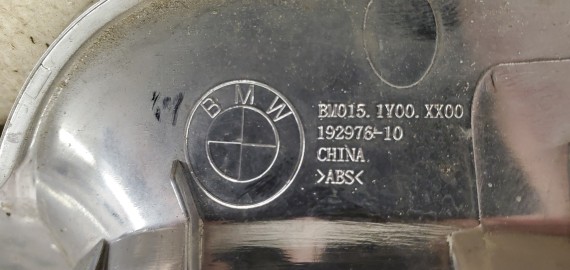 BMW
BM015.1Y00.XX00
192976-10
CHINA.
>ABS<